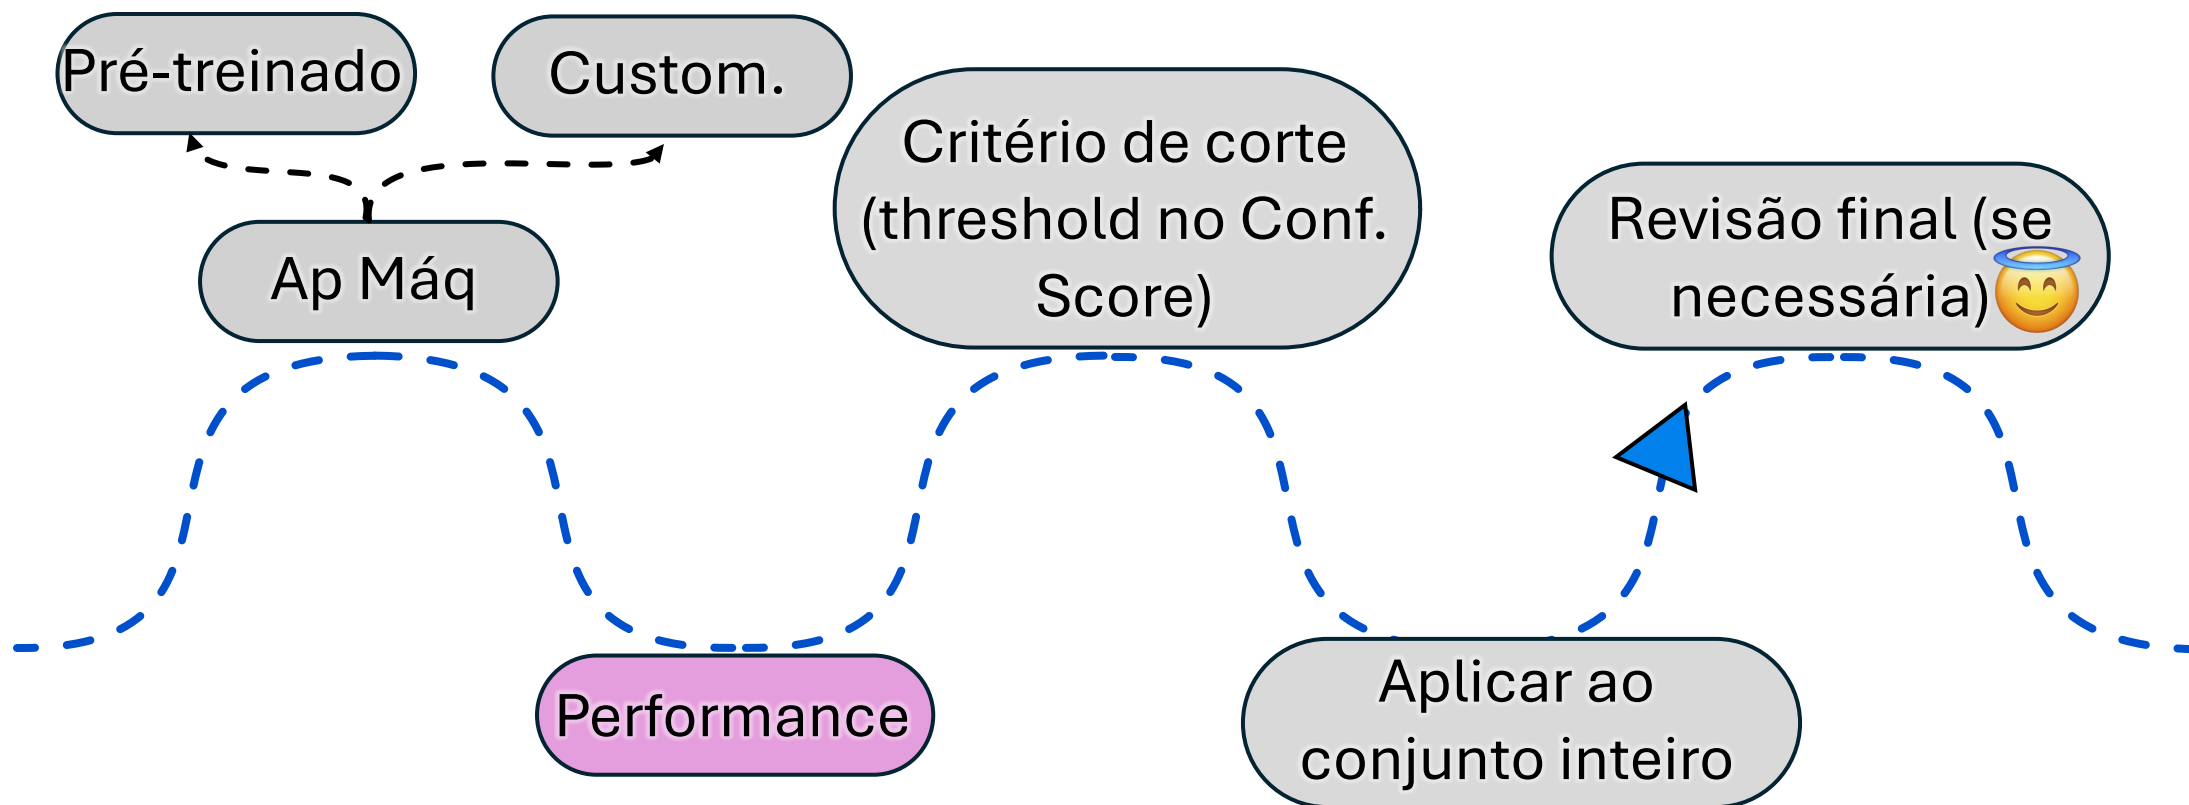 Pré-treinado
Custom.
Ap Máq
Critério de corte
(threshold no Conf.
Score)
Revisão final (se
necessária)
Performance
Aplicar ao
conjunto inteiro